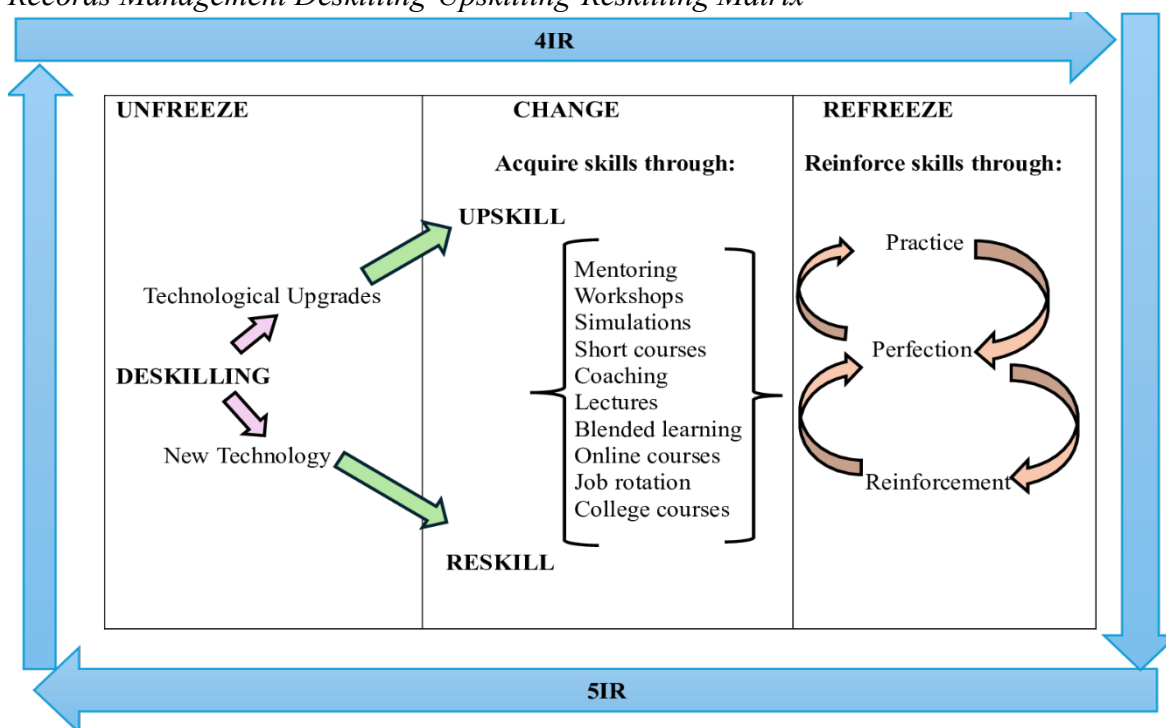 Records Management Deskilling-Upskilling-Reskilling Matrix
4IR
UNFREEZE
DESKILLING
Technological Upgrades
New Technology
CHANGE
Acquire skills through:
UPSKILL
RESKILL
Mentoring
Workshops
Simulations
Short courses
Coaching
Lectures
Blended learning
Online courses
Job rotation
College courses
REFREEZE
Reinforce skills through:
Practice
Perfection
Reinforcement
5IR